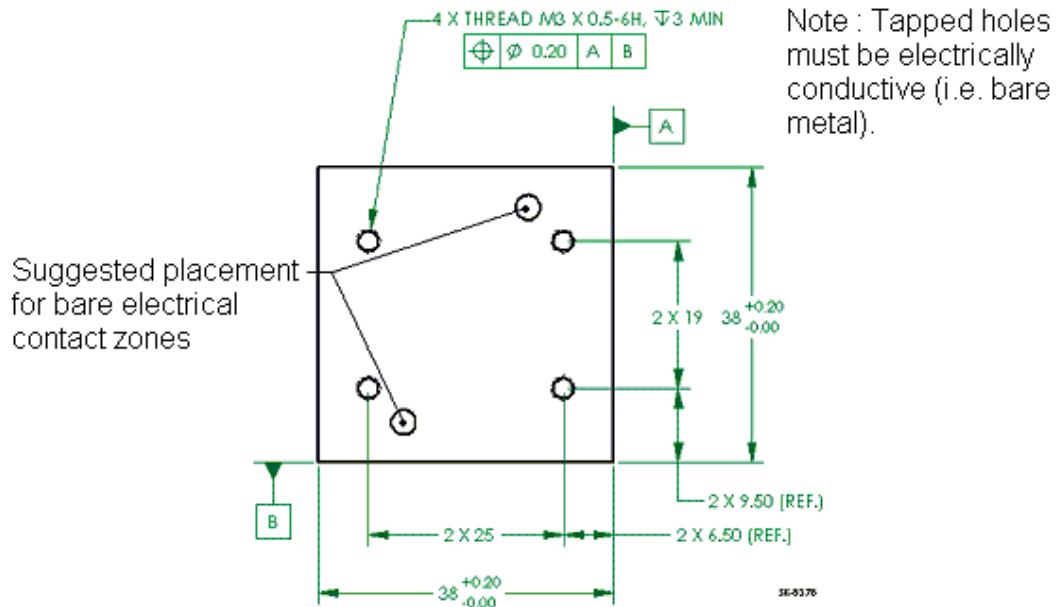 4 X THREAD M3 X 0.5-6H, ↧3 MIN
⌖ Ø 0.20 A B
Note : Tapped holes
must be electrically
conductive (i.e. bare
metal).
A
Suggested placement
for bare electrical
contact zones
2 X 19
38 +0.20 -0.00
2 X 9.50 (REF.)
B
2 X 25
2 X 6.50 (REF.)
38 +0.20 -0.00